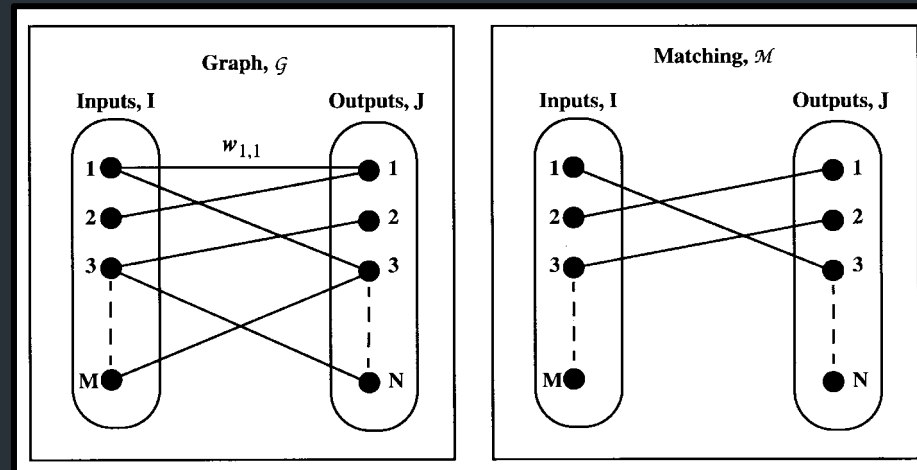 Graph, 𝒢
Inputs, I
Outputs, J
w1,1
1
1
2
2
3
3
M
N
Matching, ℳ
Inputs, I
Outputs, J
1
1
2
2
3
3
M
N